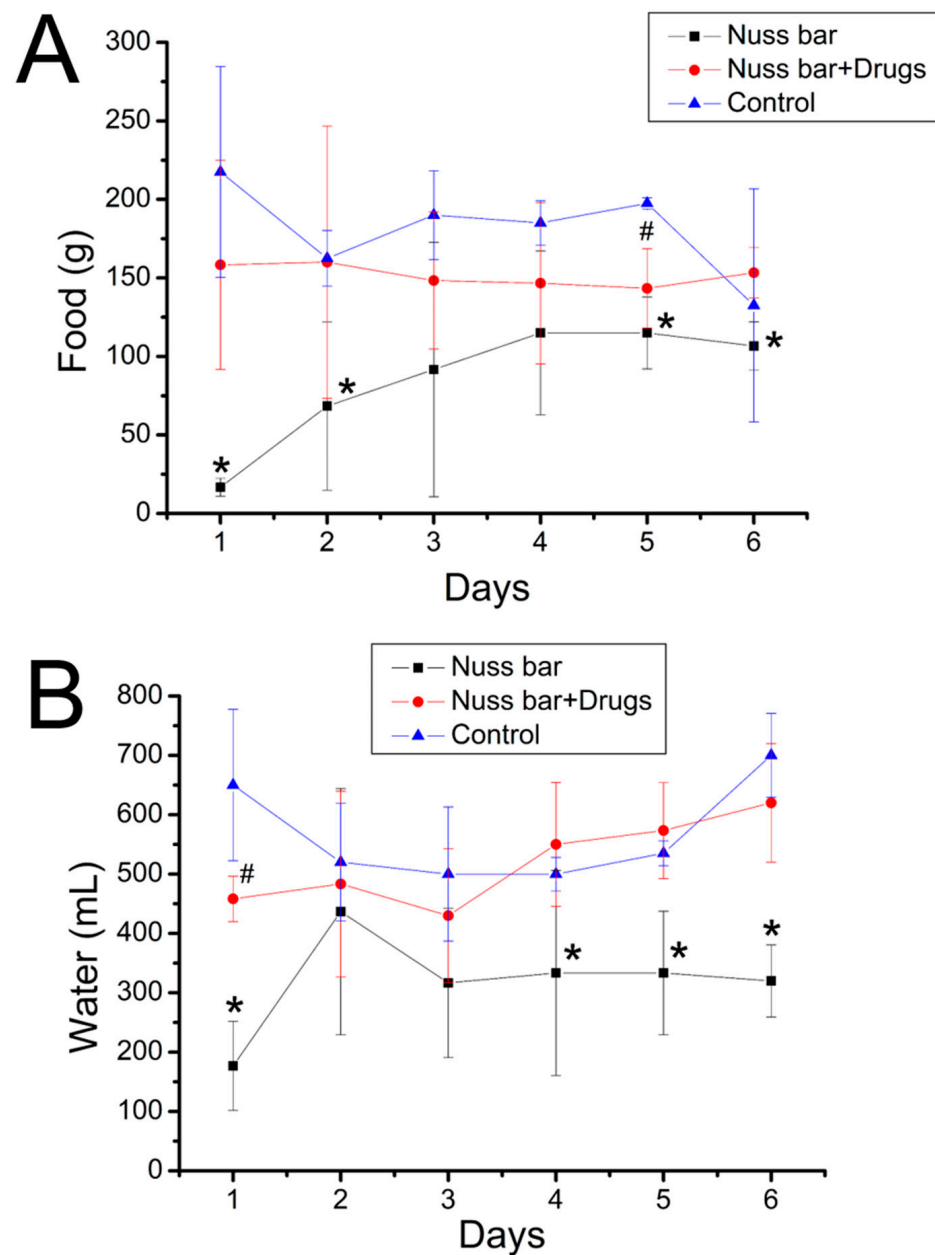 A
Nuss bar
Nuss bar+Drugs
Control
300
250
200
150
100
50
0
Food (g)
#
*
*
*
*
1 2 3 4 5 6
Days
B
Nuss bar
Nuss bar+Drugs
Control
800
700
600
500
400
300
200
100
0
Water (mL)
#
*
*
*
*
1 2 3 4 5 6
Days